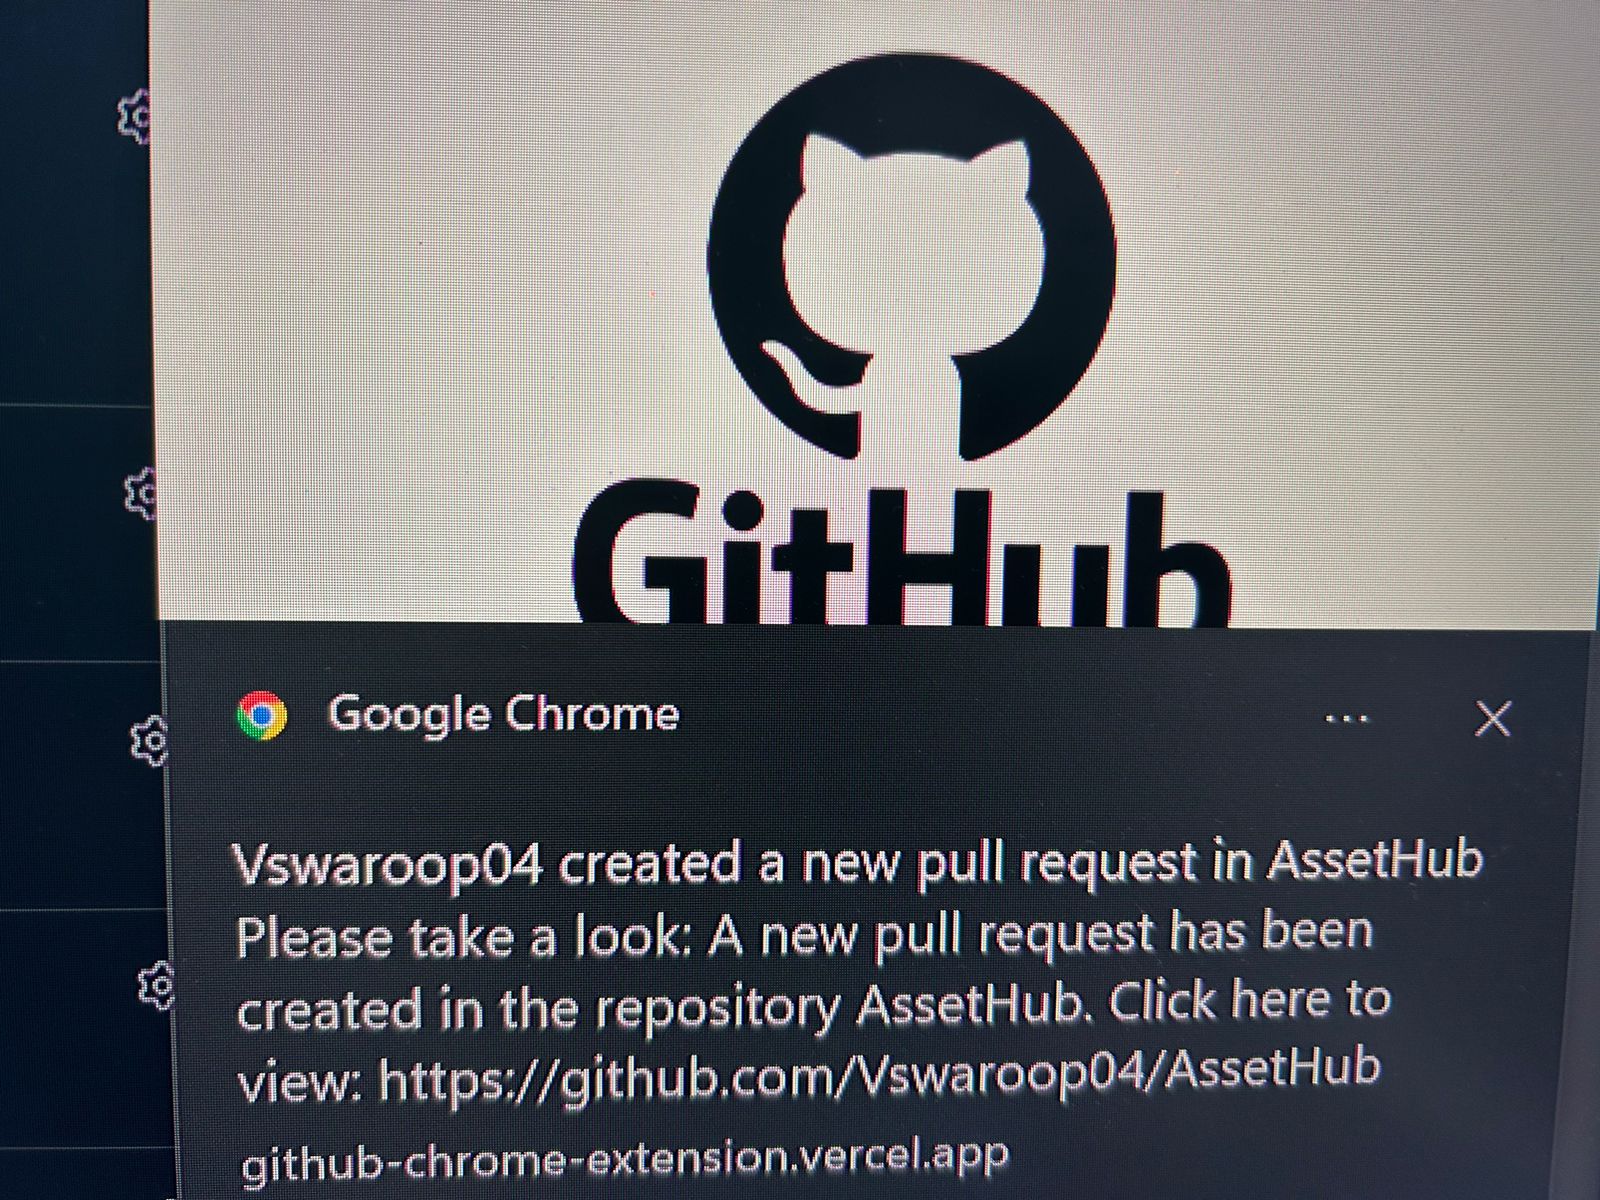 GitHub
Google Chrome
Vswaroop04 created a new pull request in AssetHub
Please take a look: A new pull request has been
created in the repository AssetHub. Click here to
view: https://github.com/Vswaroop04/AssetHub
github-chrome-extension.vercel.app